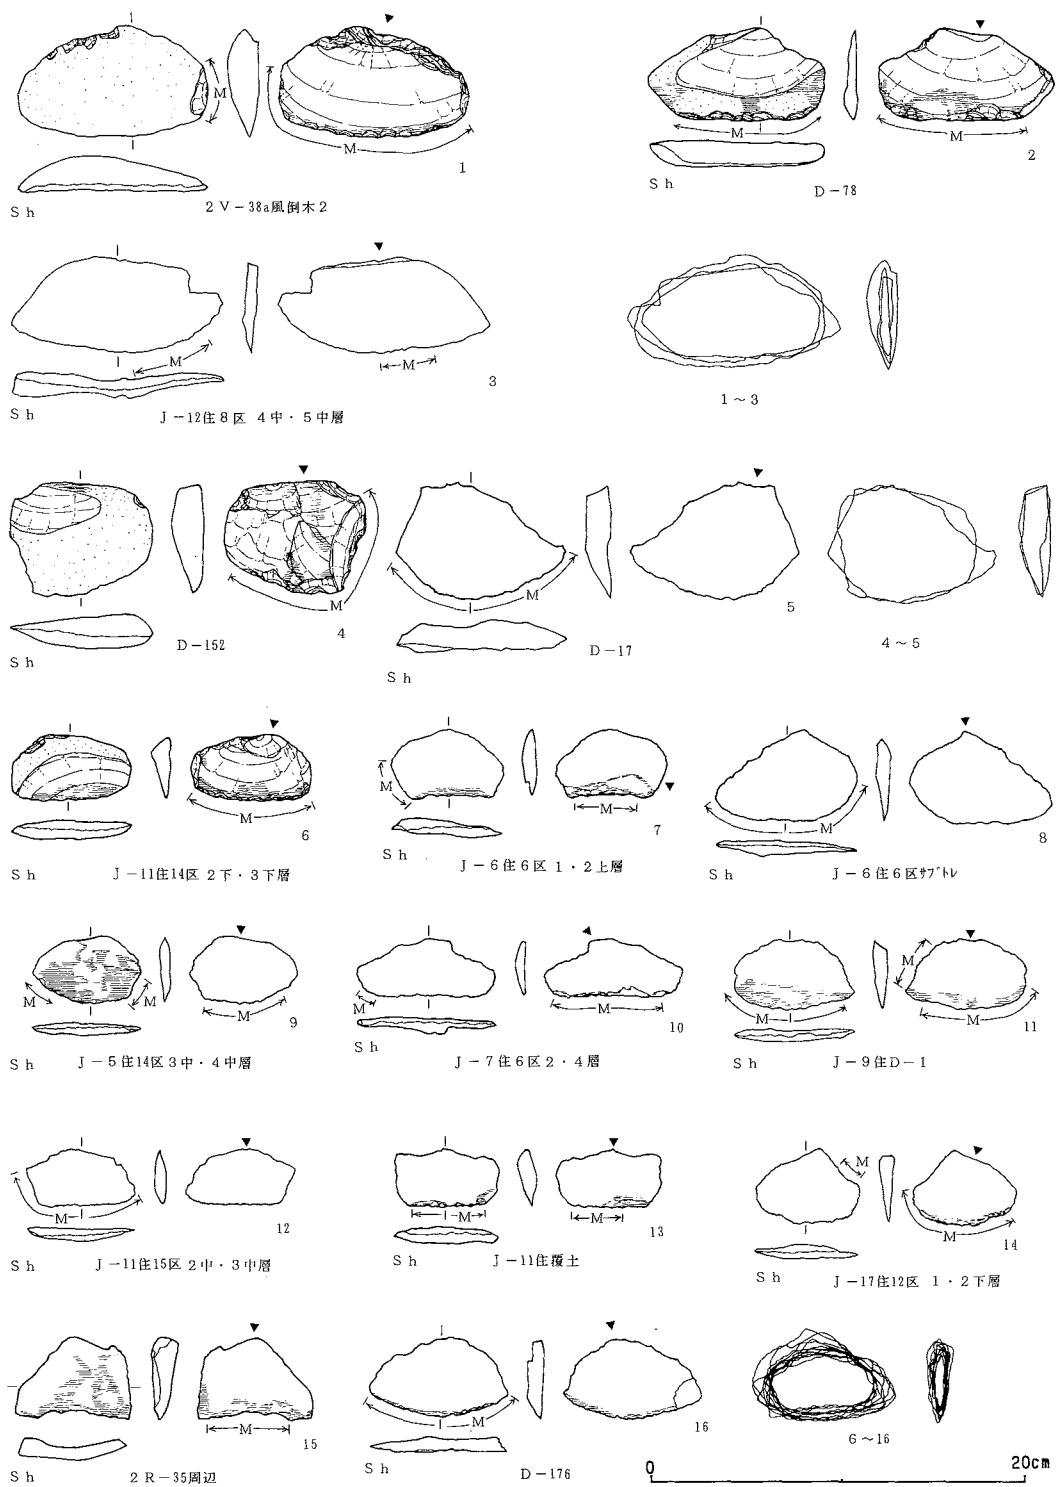 M
M
1
Sh
2V-38a風倒木2
M
M
2
Sh
D-78
M
M
3
Sh
J-12住8区 4中・5中層
1～3
M
4
Sh
D-152
M
5
Sh
D-17
4～5
M
6
Sh
J-11住14区 2下・3下層
M
M
7
Sh
J-6住6区 1・2上層
M
8
Sh
J-6住6区ｻﾌﾞﾄﾚ
M
M
M
9
Sh
J-5住14区3中・4中層
M
M
10
Sh
J-7住6区2・4層
M
M
M
11
Sh
J-9住D-1
M
12
Sh
J-11住15区 2中・3中層
M
M
13
Sh
J-11住覆土
M
M
14
Sh
J-17住12区 1・2下層
M
15
Sh
2R-35周辺
M
16
Sh
D-176
6～16
0
20cm